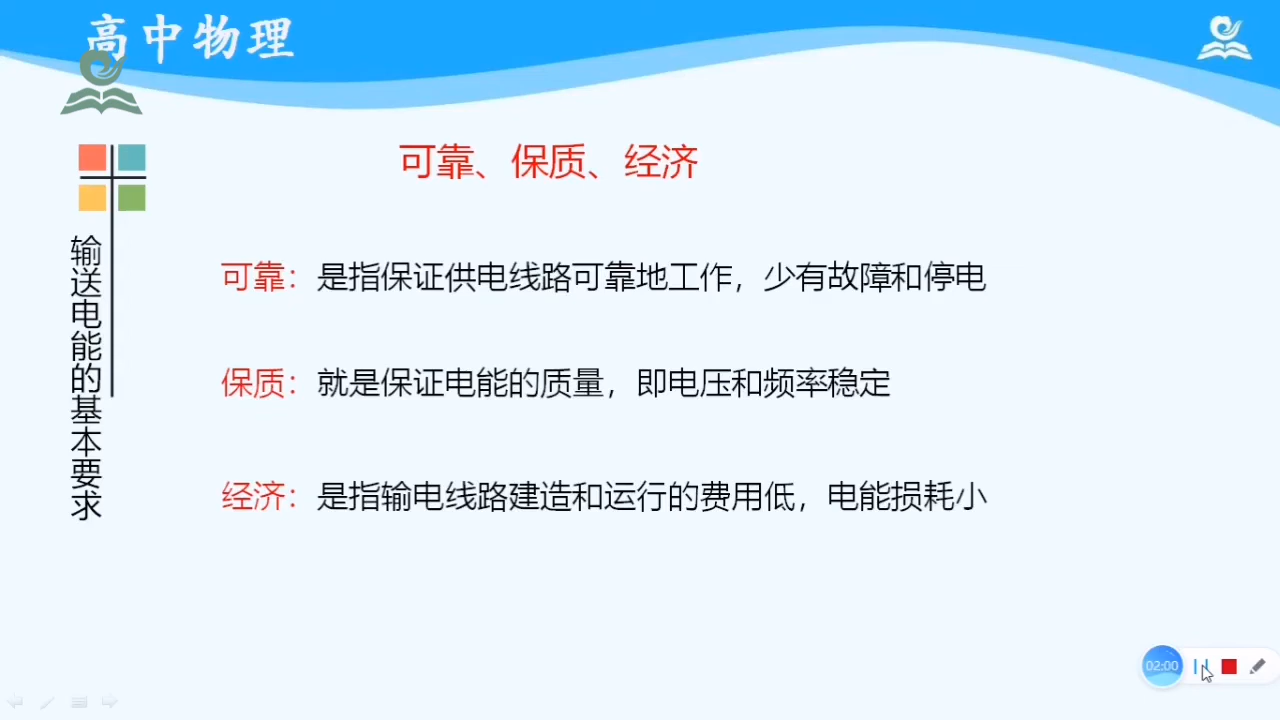 高中物理
可靠、保质、经济
输送电能的基本要求
可靠：是指保证供电线路可靠地工作，少有故障和停电
保质：就是保证电能的质量，即电压和频率稳定
经济：是指输电线路建造和运行的费用低，电能损耗小
02:00